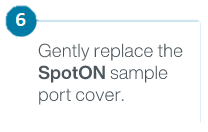 6
Gently replace the
SpotON sample
port cover.